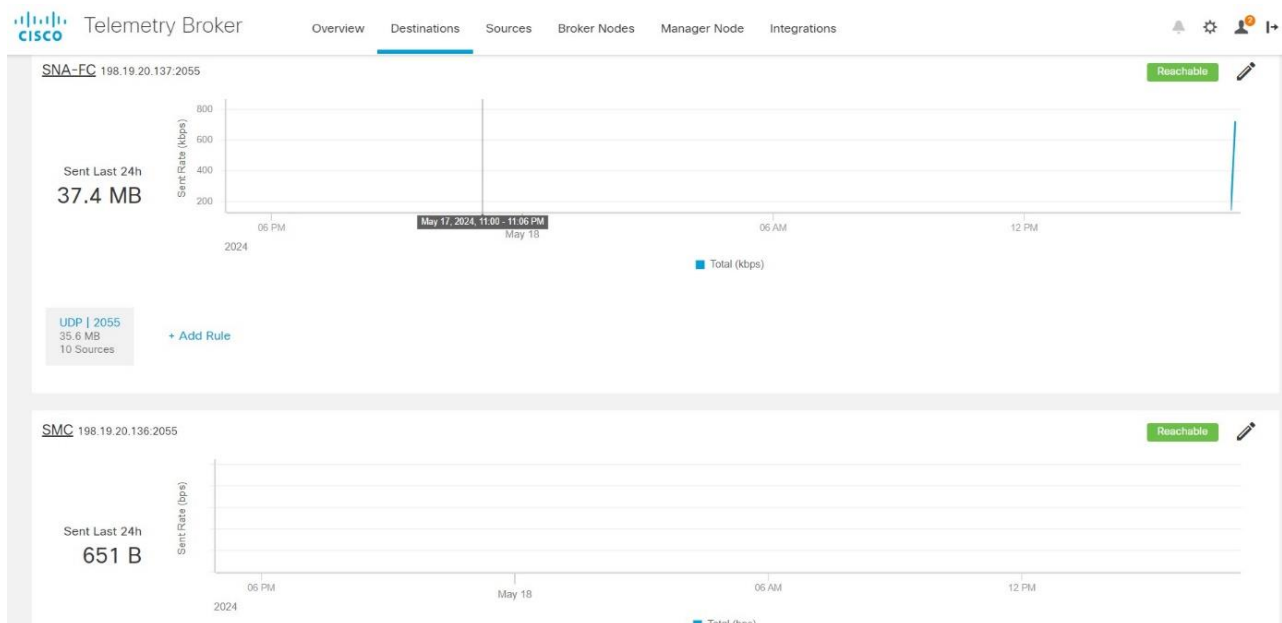 CISCO Telemetry Broker Overview Destinations Sources Broker Nodes Manager Node Integrations ?
SNA-FC 198.19.20.137:2055 Reachable
Sent Last 24h
37.4 MB
Sent Rate (kbps)
800
600
400
200
May 17, 2024, 11:00 - 11:06 PM
06 PM May 18 06 AM 12 PM
2024
Total (kbps)
UDP | 2055
35.6 MB
10 Sources
+ Add Rule
SMC 198.19.20.136:2055 Reachable
Sent Last 24h
651 B
Sent Rate (bps)
06 PM May 18 06 AM 12 PM
2024
Total (bps)